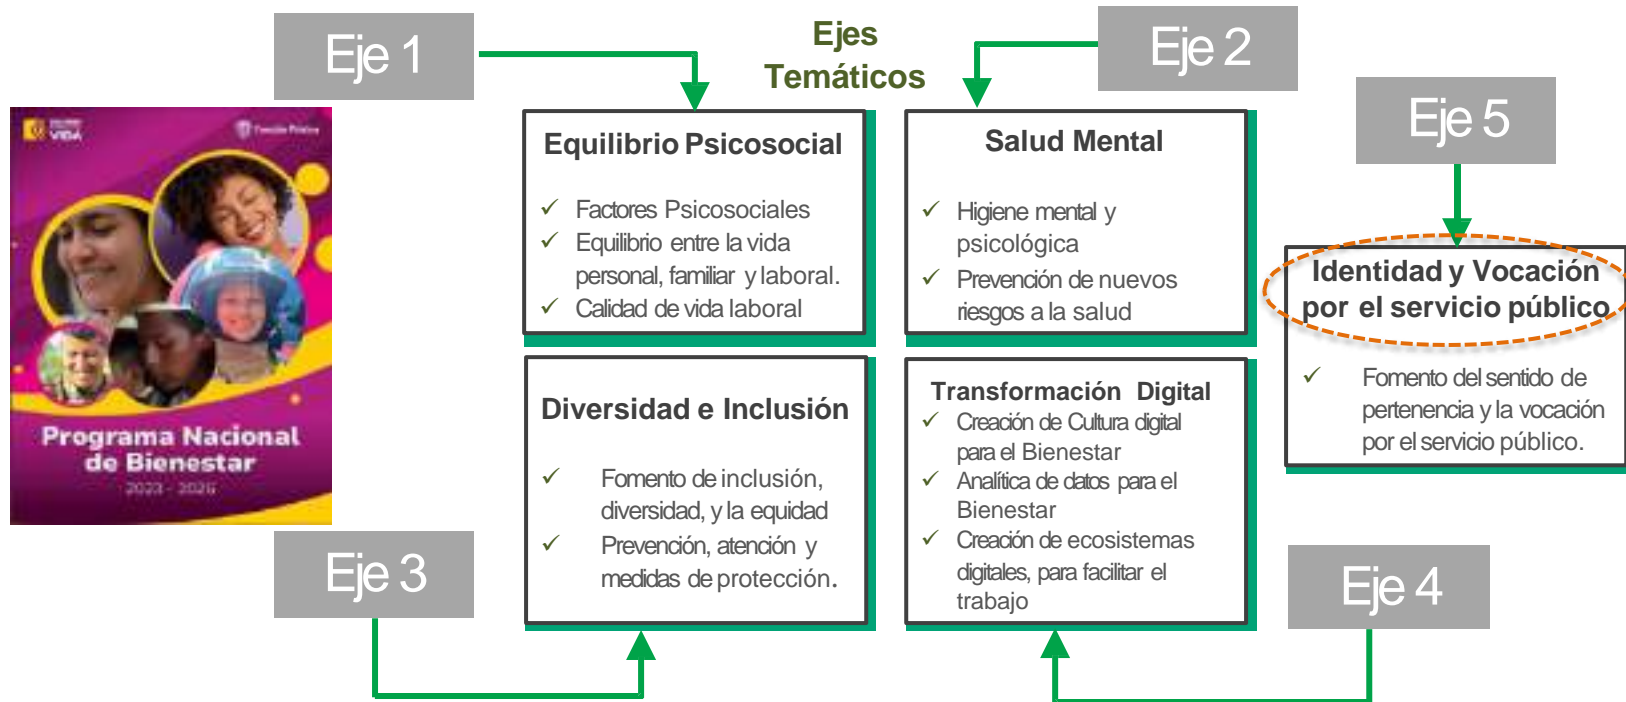 Ejes
Temáticos
Eje 1
Equilibrio Psicosocial
✓ Factores Psicosociales
✓ Equilibrio entre la vida
personal, familiar y laboral.
✓ Calidad de vida laboral
Eje 2
Salud Mental
✓ Higiene mental y
psicológica
✓ Prevención de nuevos
riesgos a la salud
Eje 5
Identidad y Vocación
por el servicio público
✓ Fomento del sentido de
pertenencia y la vocación
por el servicio público.
VIDA
Función Pública
Programa Nacional
de Bienestar
2023 - 2026
Eje 3
Diversidad e Inclusión
✓ Fomento de inclusión,
diversidad, y la equidad
✓ Prevención, atención y
medidas de protección.
Eje 4
Transformación Digital
✓ Creación de Cultura digital
para el Bienestar
✓ Analítica de datos para el
Bienestar
✓ Creación de ecosistemas
digitales, para facilitar el
trabajo